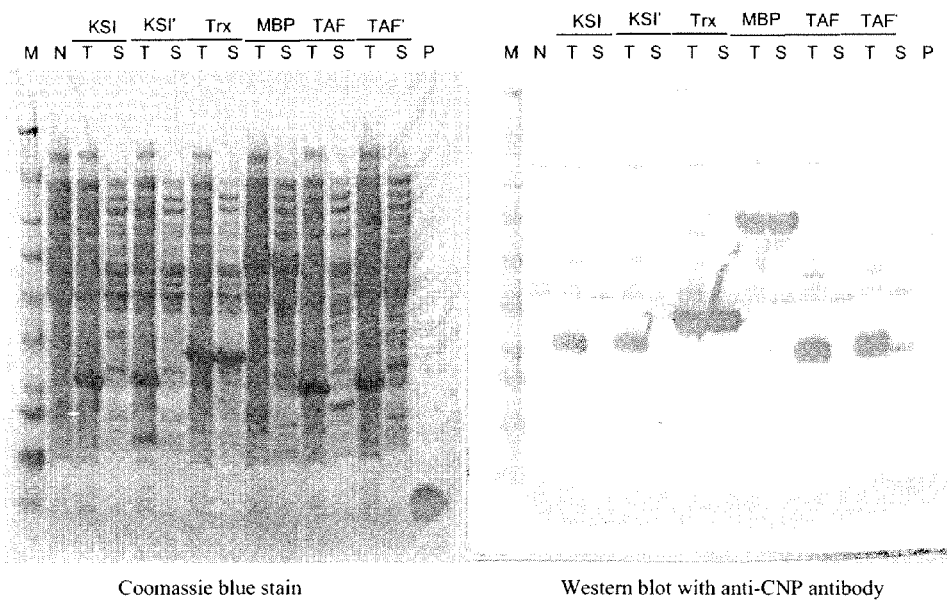 KSI KSI' Trx MBP TAF TAF'
M N T S T S T S T S T S T S P
KSI KSI' Trx MBP TAF TAF'
M N T S T S T S T S T S T S P
Coomassie blue stain
Western blot with anti-CNP antibody